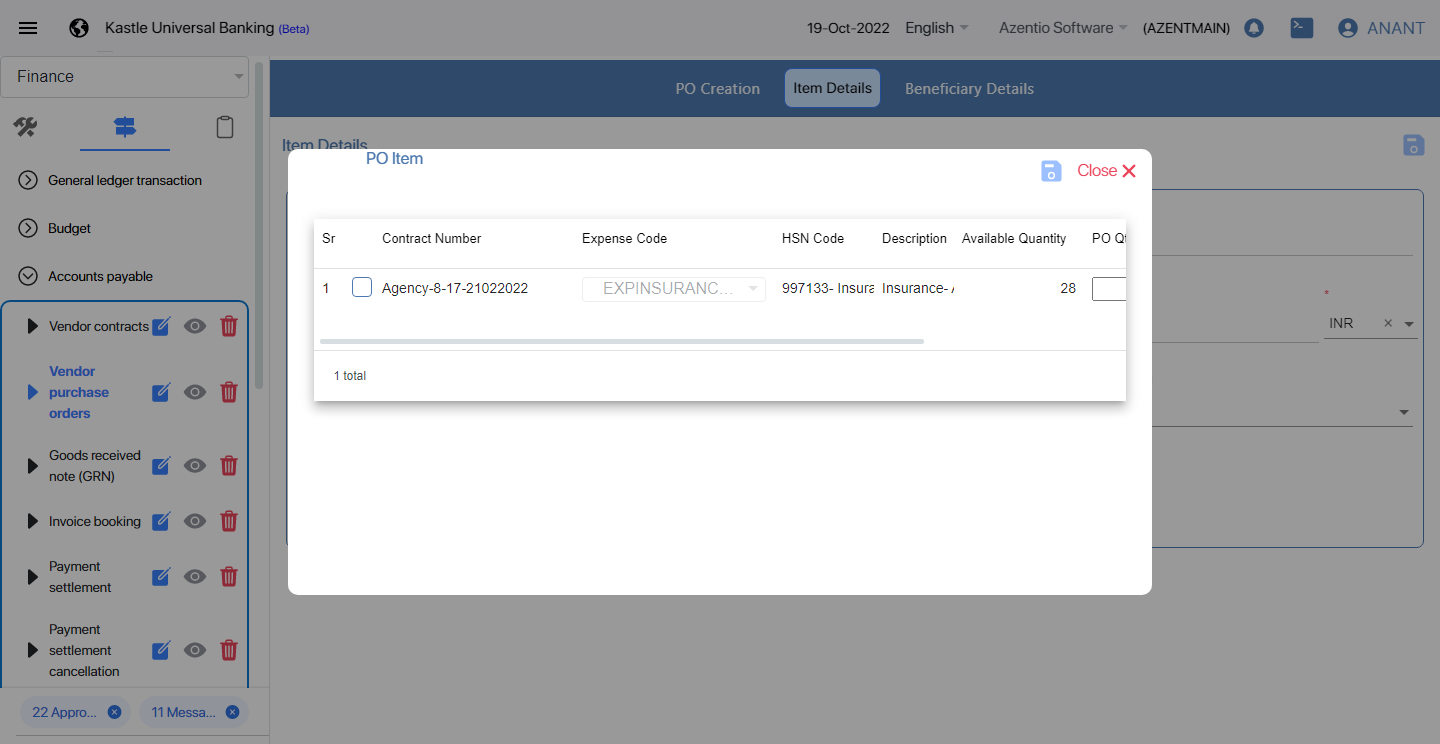 Kastle Universal Banking (Beta)
19-Oct-2022
English
Azentio Software
(AZENTMAIN)
ANANT
Finance
PO Creation
Item Details
Beneficiary Details
Item Details
PO Item
Close
General ledger transaction
Budget
Accounts payable
Vendor contracts
Vendor
purchase
orders
Goods received
note (GRN)
Invoice booking
Payment
settlement
Payment
settlement
cancellation
22 Appro...
11 Messa...
Sr
Contract Number
Expense Code
HSN Code
Description
Available Quantity
PO Qt
1
Agency-8-17-21022022
EXPINSURANC...
997133- Insura
Insurance- A
28
1 total
*
INR